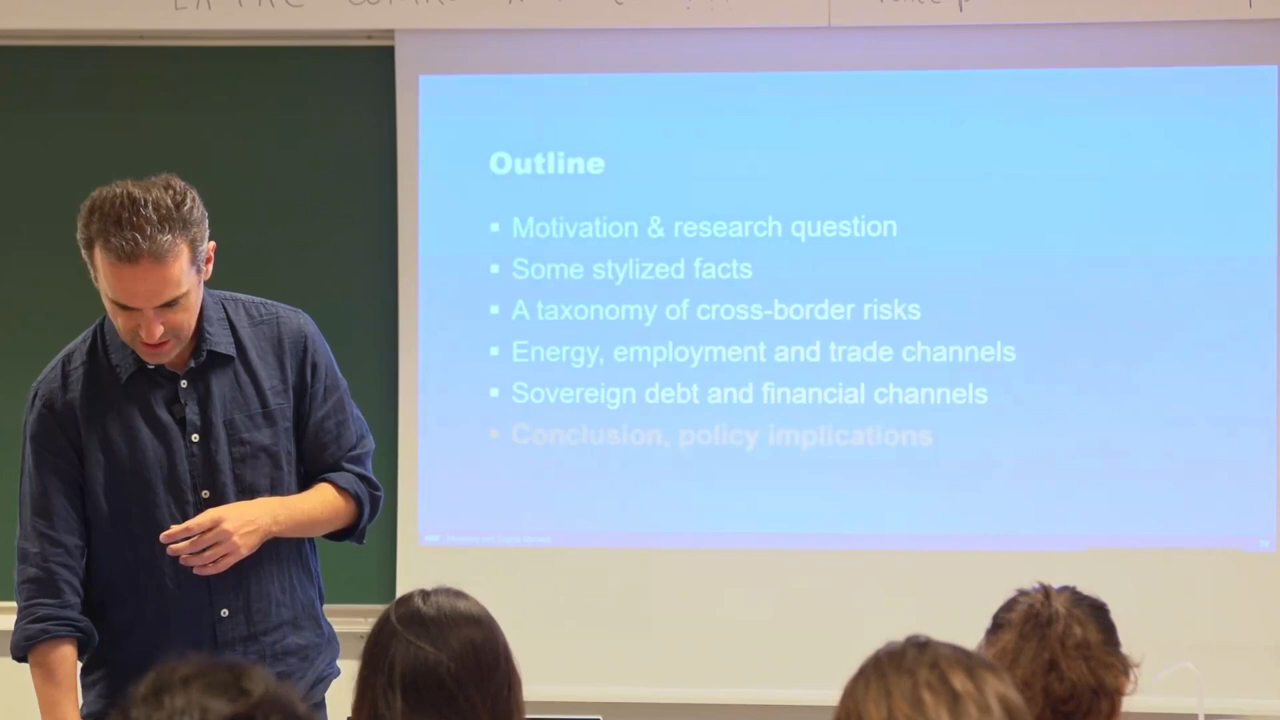 Outline
▪ Motivation & research question
▪ Some stylized facts
▪ A taxonomy of cross-border risks
▪ Energy, employment and trade channels
▪ Sovereign debt and financial channels
▪ Conclusion, policy implications